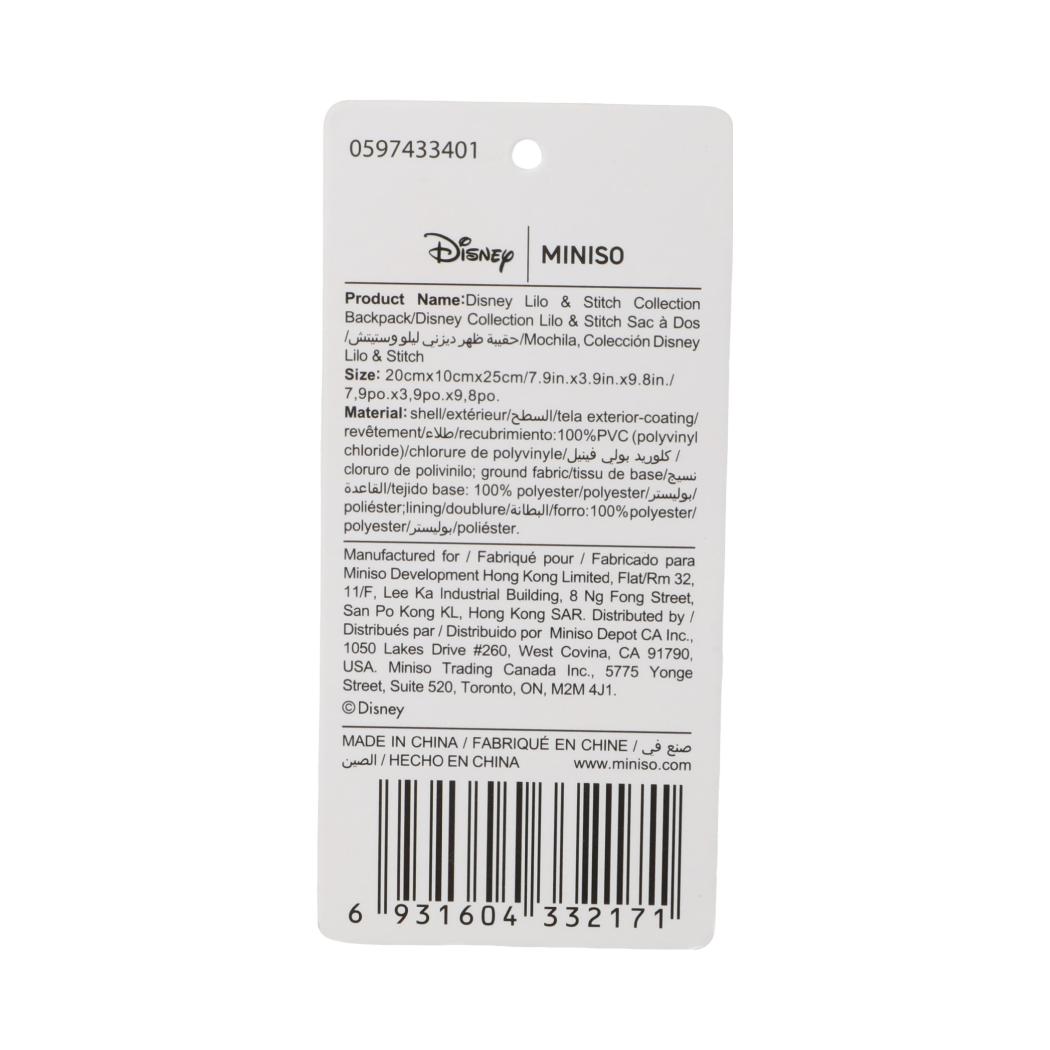 0597433401
Disney | MINISO
Product Name:Disney Lilo & Stitch Collection
Backpack/Disney Collection Lilo & Stitch Sac à Dos
/حقيبة ظهر ديزني ليلو وستيتش/Mochila, Colección Disney
Lilo & Stitch
Size: 20cmx10cmx25cm/7.9in.x3.9in.x9.8in./
7,9po.x3,9po.x9,8po.
Material: shell/extérieur/السطح/tela exterior-coating/
revêtement/طلاء/recubrimiento:100%PVC (polyvinyl
chloride)/chlorure de polyvinyle/كلوريد بولي فينيل /
cloruro de polivinilo; ground fabric/tissu de base/نسيج
القاعدة/tejido base: 100% polyester/polyester/بوليستر/
poliéster;lining/doublure/البطانة/forro:100%polyester/
polyester/بوليستر/poliéster.
Manufactured for / Fabriqué pour / Fabricado para
Miniso Development Hong Kong Limited, Flat/Rm 32,
11/F, Lee Ka Industrial Building, 8 Ng Fong Street,
San Po Kong KL, Hong Kong SAR. Distributed by /
Distribués par / Distribuido por Miniso Depot CA Inc.,
1050 Lakes Drive #260, West Covina, CA 91790,
USA. Miniso Trading Canada Inc., 5775 Yonge
Street, Suite 520, Toronto, ON, M2M 4J1.
©Disney
MADE IN CHINA / FABRIQUÉ EN CHINE / صنع في
الصين / HECHO EN CHINA www.miniso.com
6 931604 332171